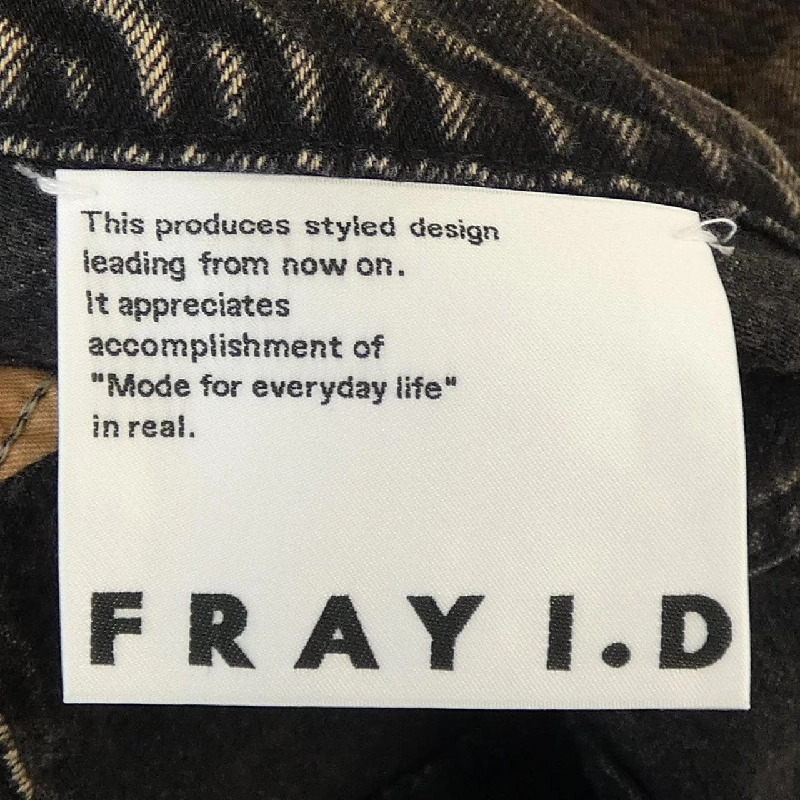 This produces styled design
leading from now on.
It appreciates
accomplishment of
"Mode for everyday life"
in real.
FRAY I.D